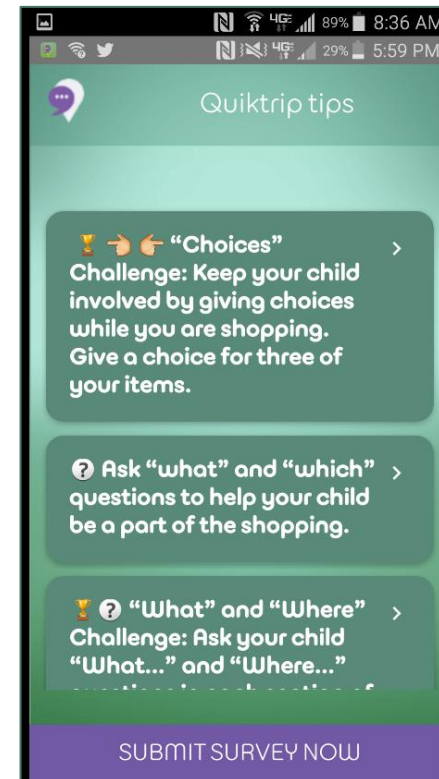 89% 8:36 AM
29% 5:59 PM
Quiktrip tips
🏆 👈 👉 “Choices”
Challenge: Keep your child
involved by giving choices
while you are shopping.
Give a choice for three of
your items.
Ask “what” and “which”
questions to help your child
be a part of the shopping.
🏆 ❔ “What” and “Where”
Challenge: Ask your child
“What...” and “Where...”
SUBMIT SURVEY NOW